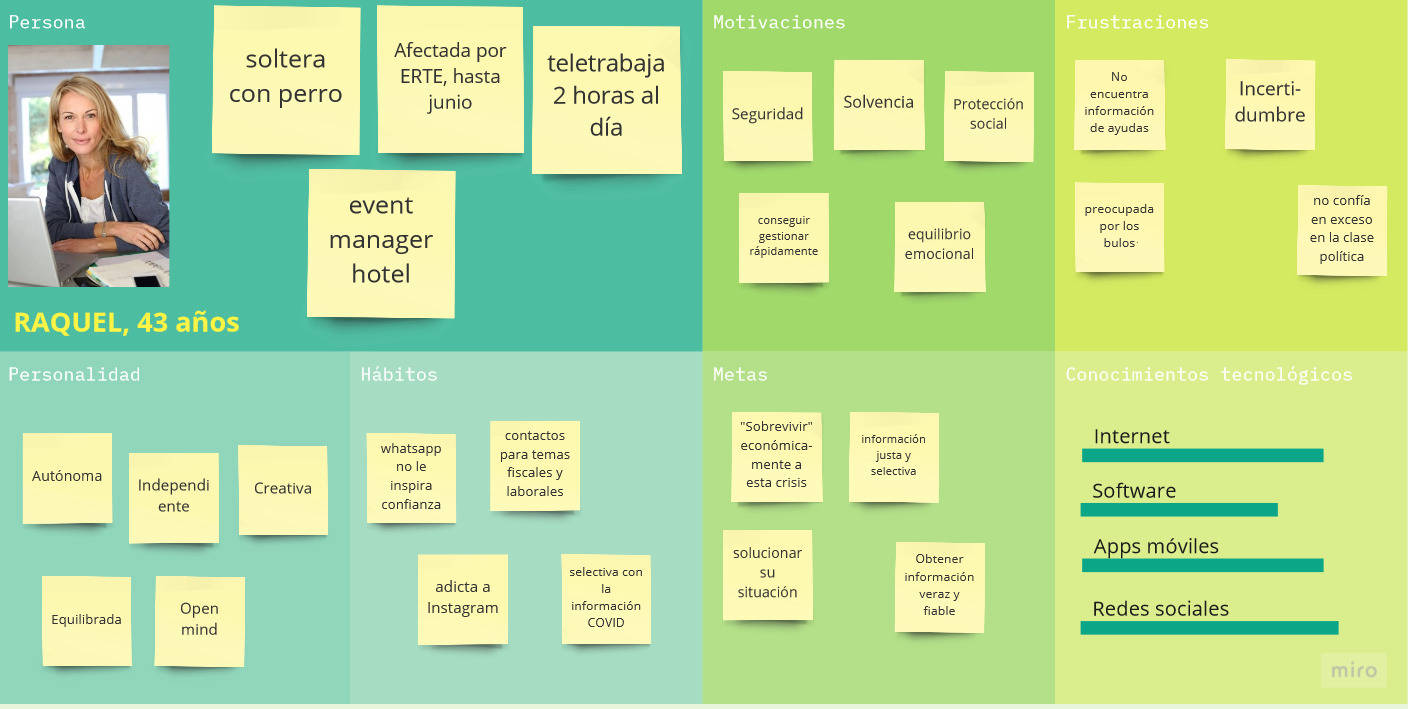 Persona
soltera
con perro
Afectada por
ERTE, hasta
junio
teletrabaja
2 horas al
día
event
manager
hotel
RAQUEL, 43 años
Motivaciones
Seguridad
Solvencia
Protección
social
conseguir
gestionar
rápidamente
equilibrio
emocional
Frustraciones
No
encuentra
información
de ayudas
Incerti-
dumbre
preocupada
por los
bulos
no confía
en exceso
en la clase
política
Personalidad
Autónoma
Independi
ente
Creativa
Equilibrada
Open
mind
Hábitos
whatsapp
no le
inspira
confianza
contactos
para temas
fiscales y
laborales
adicta a
Instagram
selectiva con
la
información
COVID
Metas
"Sobrevivir"
económica-
mente a
esta crisis
información
justa y
selectiva
solucionar
su
situación
Obtener
información
veraz y
fiable
Conocimientos tecnológicos
Internet
Software
Apps móviles
Redes sociales
miro